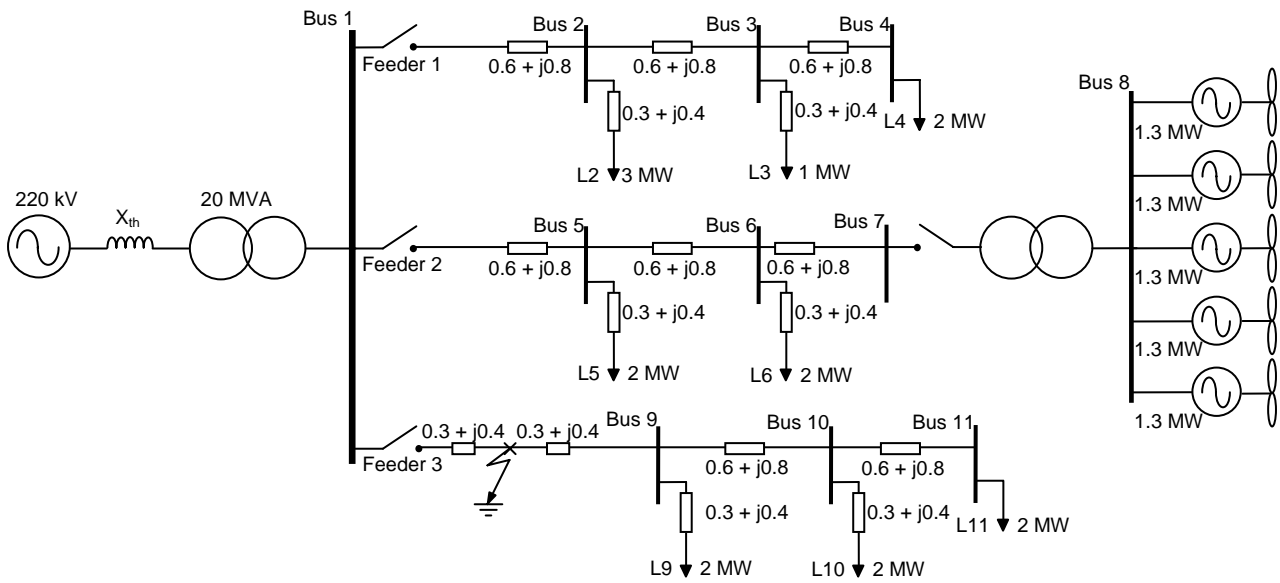 Bus 1
Feeder 1
0.6 + j0.8
Bus 2
0.6 + j0.8
Bus 3
0.6 + j0.8
Bus 4
0.3 + j0.4
0.3 + j0.4
L4 2 MW
L2 3 MW
L3 1 MW
220 kV
Xth
20 MVA
Feeder 2
0.6 + j0.8
Bus 5
0.6 + j0.8
Bus 6
0.6 + j0.8
Bus 7
0.3 + j0.4
0.3 + j0.4
L5 2 MW
L6 2 MW
Bus 8
1.3 MW
1.3 MW
1.3 MW
1.3 MW
1.3 MW
Feeder 3
0.3 + j0.4
0.3 + j0.4
Bus 9
0.6 + j0.8
Bus 10
0.6 + j0.8
Bus 11
0.3 + j0.4
0.3 + j0.4
L11 2 MW
L9 2 MW
L10 2 MW